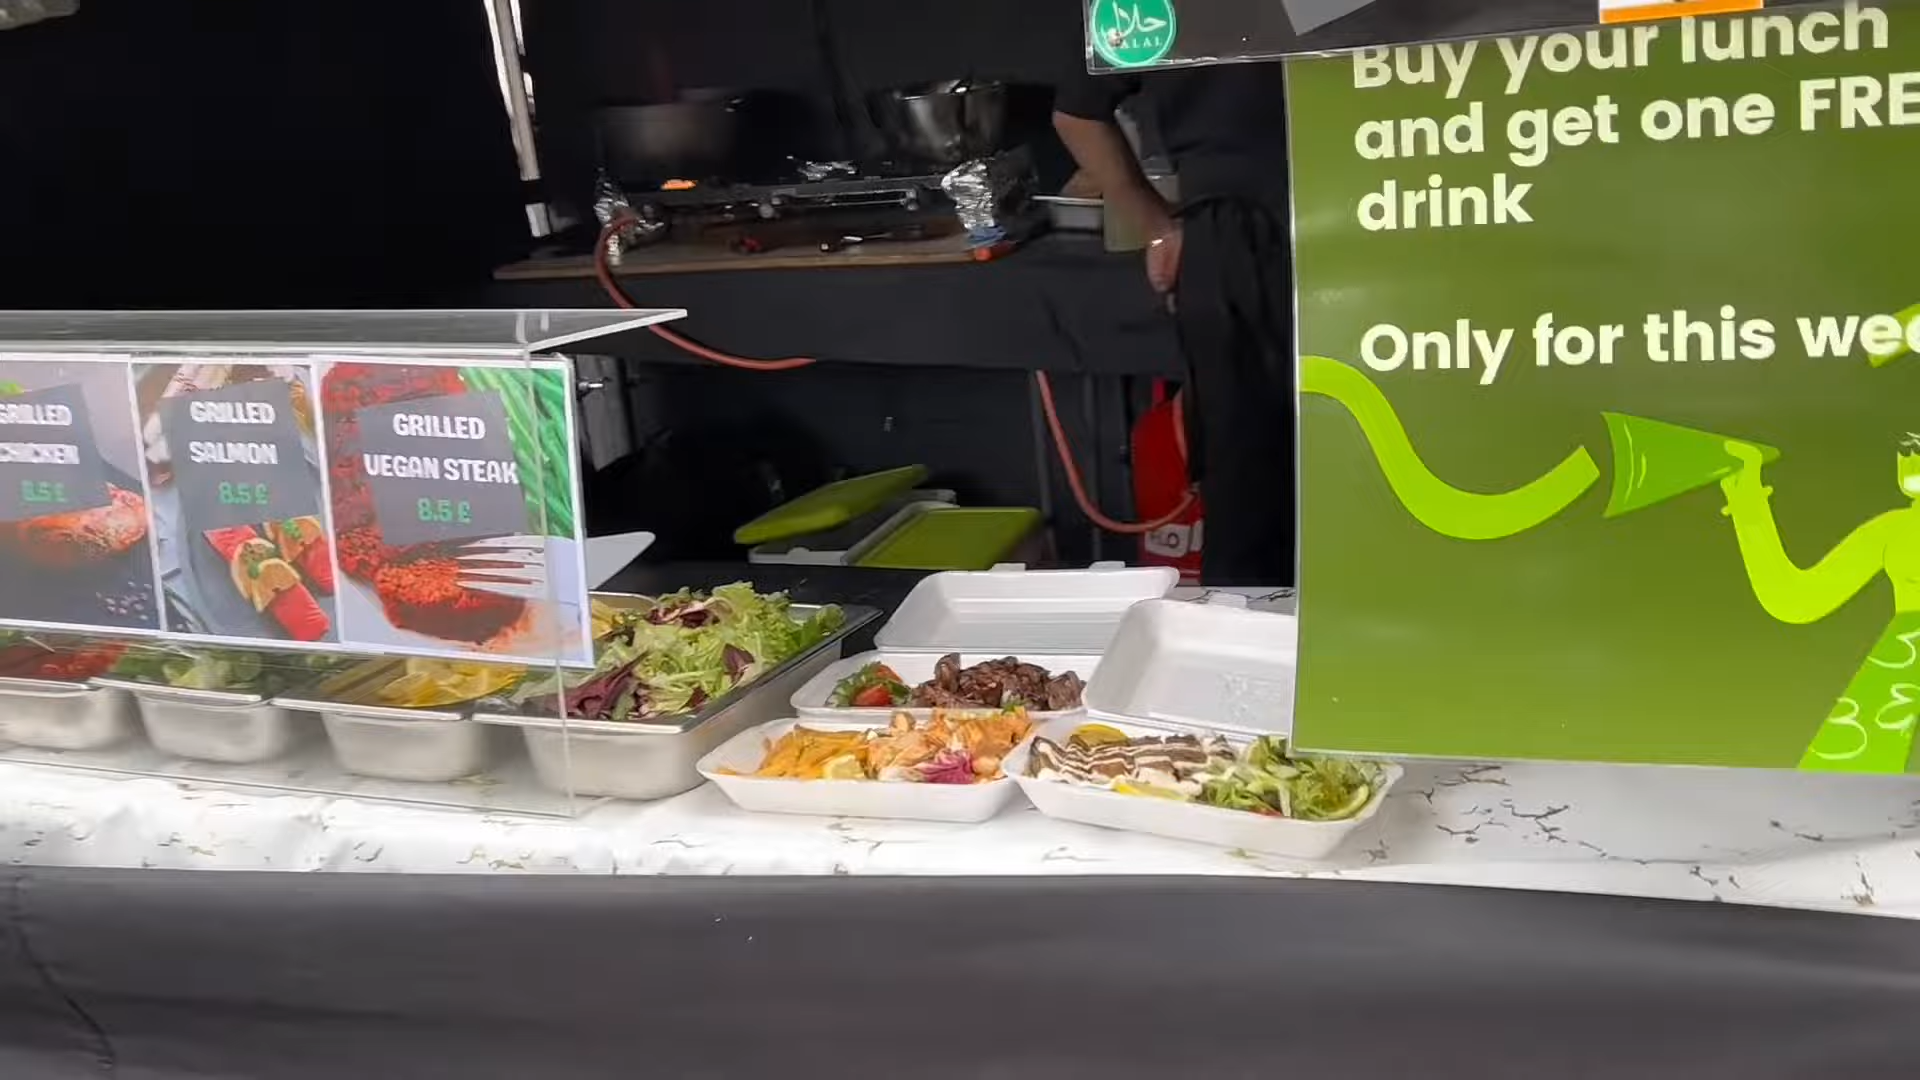 حلال
HALAL
Buy your lunch
and get one FRE
drink
Only for this wee
GRILLED
CHICKEN
8.5 £
GRILLED
SALMON
8.5 £
GRILLED
VEGAN STEAK
8.5 £